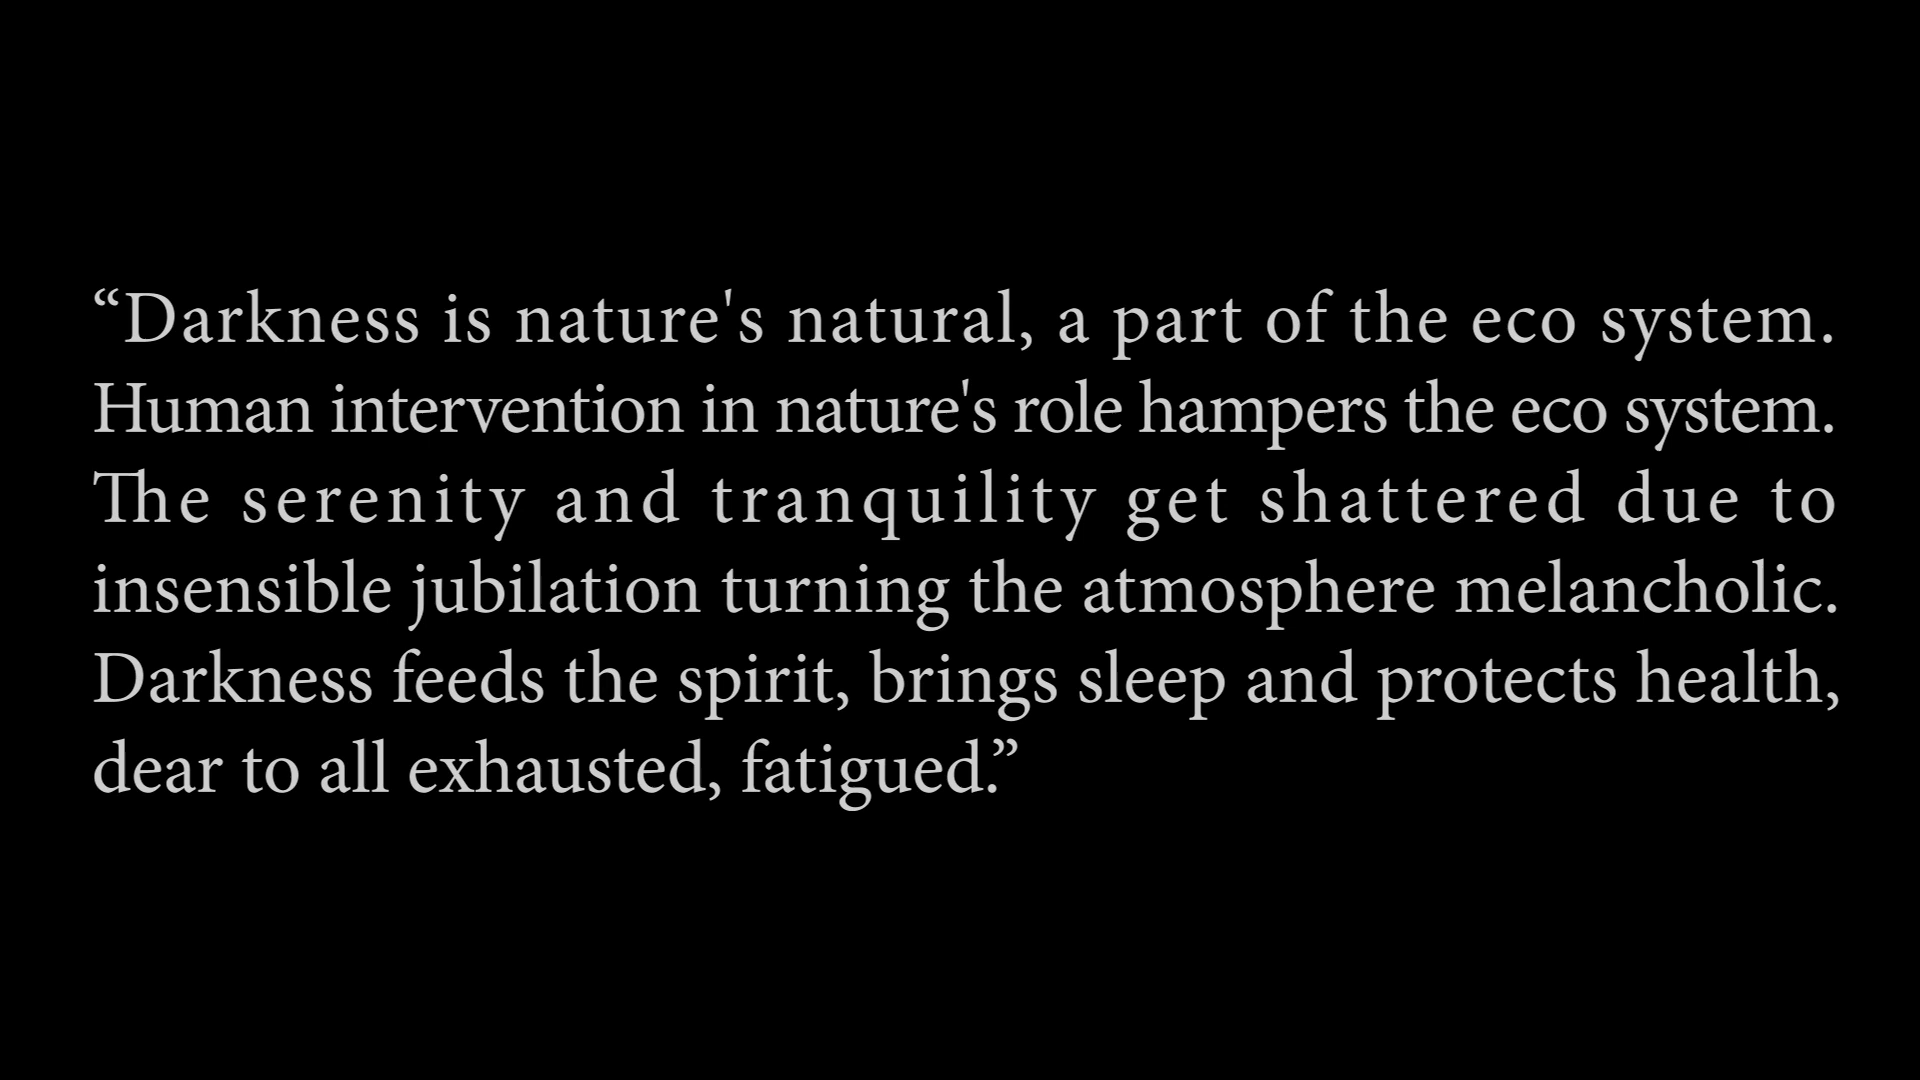 “Darkness is nature's natural, a part of the eco system.
Human intervention in nature's role hampers the eco system.
The serenity and tranquility get shattered due to
insensible jubilation turning the atmosphere melancholic.
Darkness feeds the spirit, brings sleep and protects health,
dear to all exhausted, fatigued.”